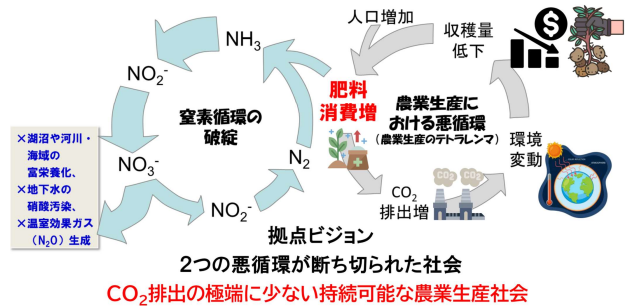 人口増加
収穫量
低下
NH₃
NO₂⁻
肥料
消費増
窒素循環の
破綻
農業生産に
おける悪循環
(農業生産のテトラレンマ)
×湖沼や河川・
海域の
富栄養化、
×地下水の
硝酸汚染、
×温室効果ガス
(N₂O)生成
NO₃⁻
N₂
環境
変動
NO₂⁻
CO₂
排出増
CO₂ CO₂
拠点ビジョン
2つの悪循環が断ち切られた社会
CO₂排出の極端に少ない持続可能な農業生産社会